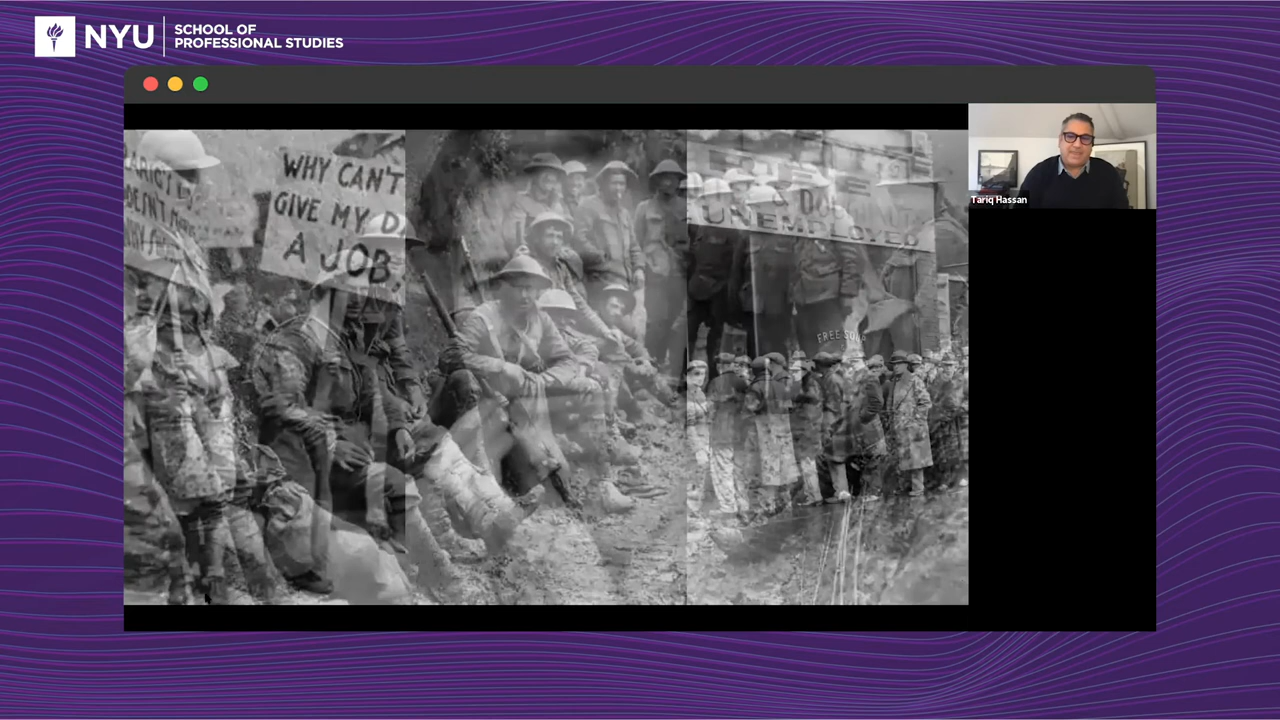 NYU
SCHOOL OF
PROFESSIONAL STUDIES
WHY CAN'T
GIVE MY
A JOB
UNEMPLOYED
FREE SOUP
Tariq Hassan